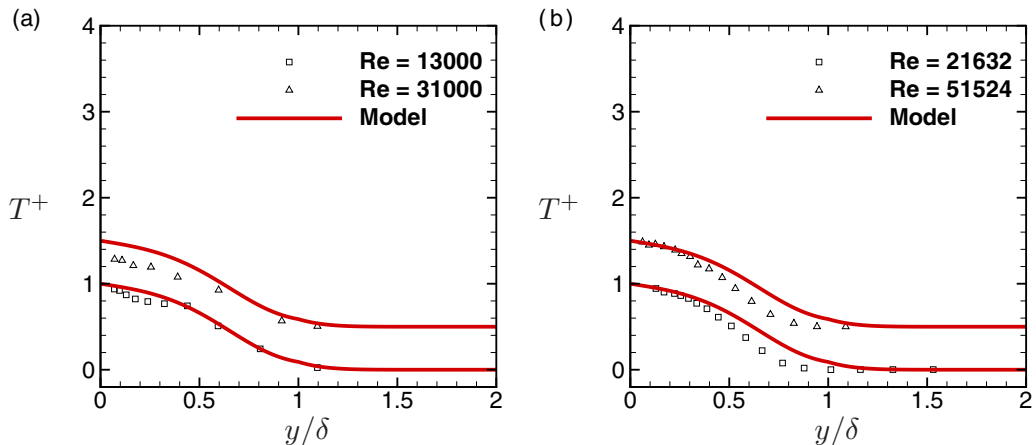 (a)
4
3
2
1
0
T+
Re = 13000
Re = 31000
Model
0
0.5
1
1.5
2
y/δ
(b)
4
3
2
1
0
T+
Re = 21632
Re = 51524
Model
0
0.5
1
1.5
2
y/δ